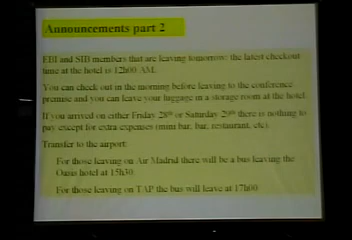 Announcements part 2
EBI and SIB members that are leaving tomorrow: the latest checkout
time at the hotel is 12h00 AM.
You can check out in the morning before leaving to the conference
premise and you can leave your luggage in a storage room at the hotel.
If you arrived on either Friday 28th or Saturday 29th there is nothing to
pay except for extra expenses (mini bar, bar, restaurant, etc).
Transfer to the airport:
For those leaving on Air Madrid there will be a bus leaving the
Oasis hotel at 15h30.
For those leaving on TAP the bus will leave at 17h00